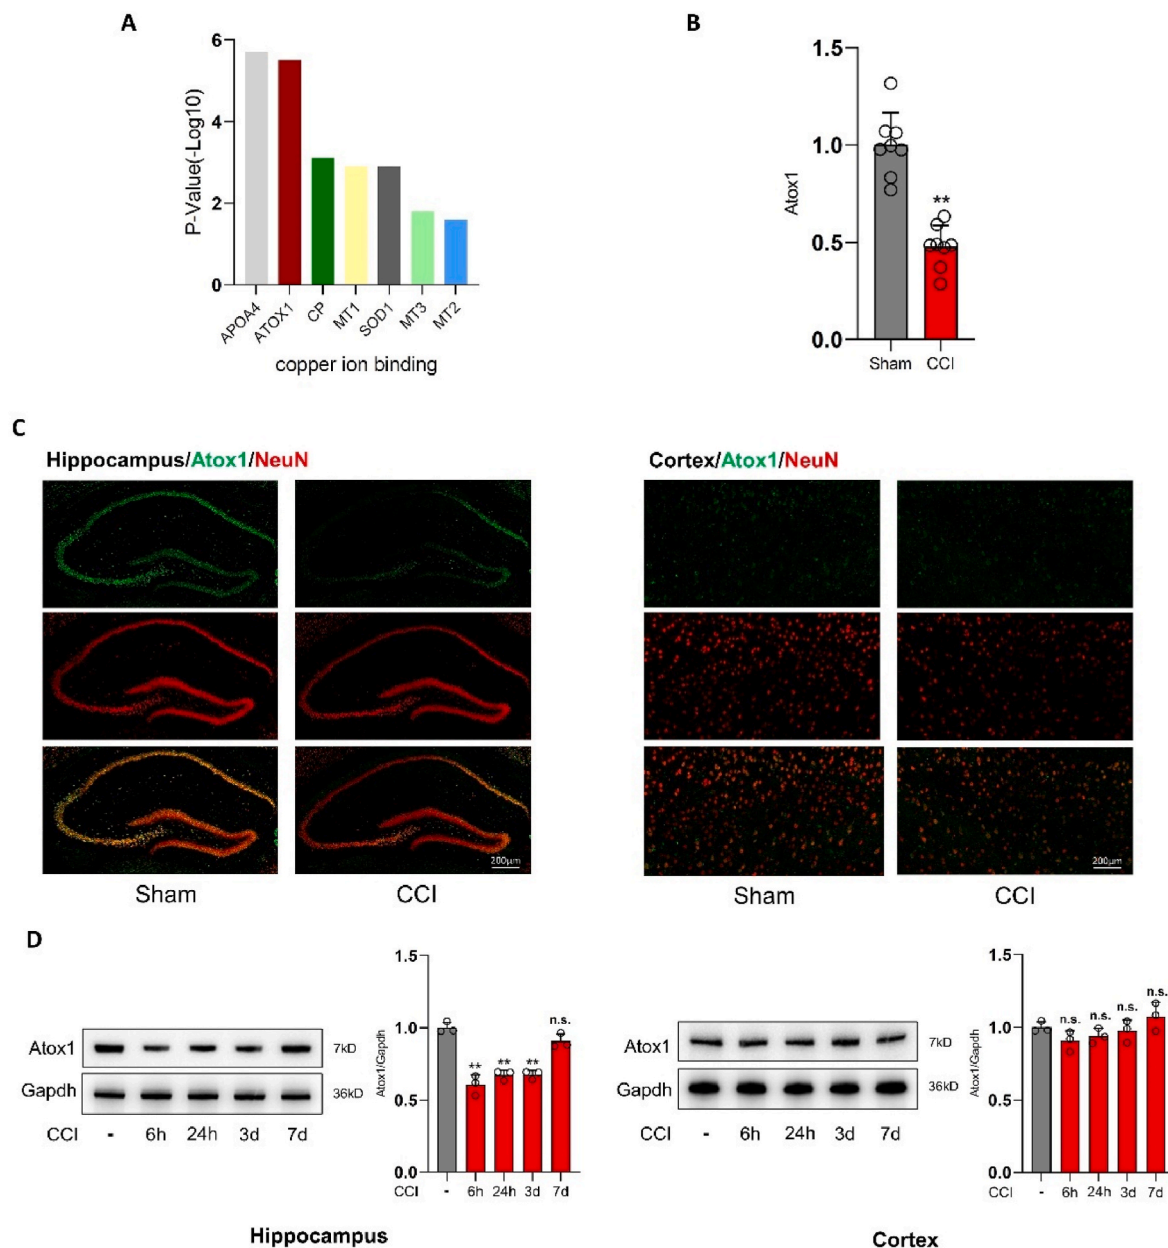 A
P-Value(-Log10)
6
4
2
0
APOA4
ATOX1
CP
MT1
SOD1
MT3
MT2
copper ion binding
B
Atox1
1.5
1.0
0.5
0.0
**
Sham
CCI
C
Hippocampus/Atox1/NeuN
200μm
Sham
CCI
Cortex/Atox1/NeuN
200μm
Sham
CCI
D
Atox1
7kD
Gapdh
36kD
CCI - 6h 24h 3d 7d
Atox1/Gapdh
1.5
1.0
0.5
0.0
** ** ** n.s.
CCI - 6h 24h 3d 7d
Hippocampus
Atox1
7kD
Gapdh
36kD
CCI - 6h 24h 3d 7d
Atox1/Gapdh
1.5
1.0
0.5
0.0
n.s. n.s. n.s. n.s.
CCI - 6h 24h 3d 7d
Cortex